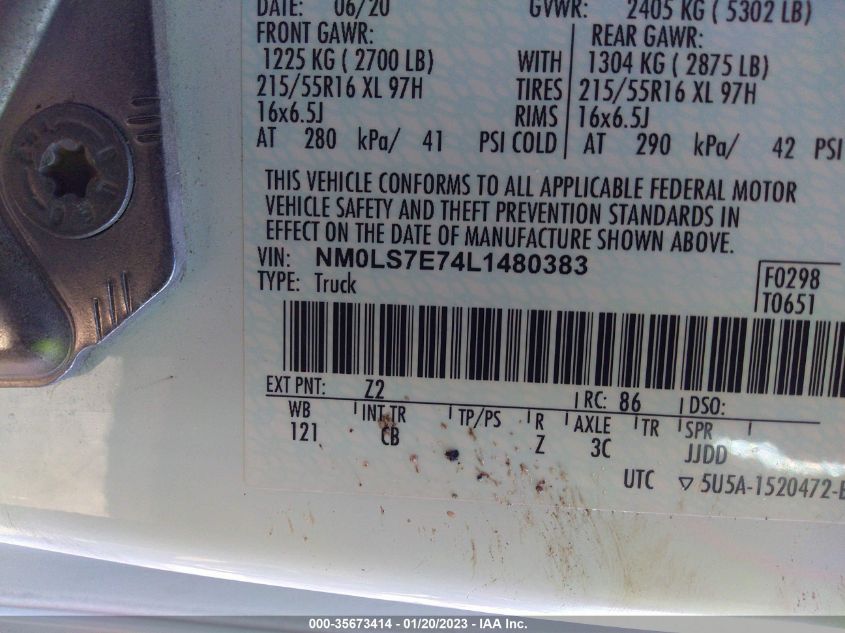 DATE: 06/20 GVWR: 2405 KG ( 5302 LB)
FRONT GAWR: REAR GAWR:
1225 KG ( 2700 LB) WITH 1304 KG ( 2875 LB)
215/55R16 XL 97H TIRES 215/55R16 XL 97H
16x6.5J RIMS 16x6.5J
AT 280 kPa/ 41 PSI COLD AT 290 kPa/ 42 PSI
THIS VEHICLE CONFORMS TO ALL APPLICABLE FEDERAL MOTOR
VEHICLE SAFETY AND THEFT PREVENTION STANDARDS IN
EFFECT ON THE DATE OF MANUFACTURE SHOWN ABOVE.
VIN: NM0LS7E74L1480383
TYPE: Truck
F0298
T0651
EXT PNT: Z2 RC: 86 DSO:
WB INT TR TP/PS R AXLE TR SPR
121 CB Z 3C JJDD
UTC ▽ 5U5A-1520472-
000-35673414 / 01/20/2023 / IAA Inc.